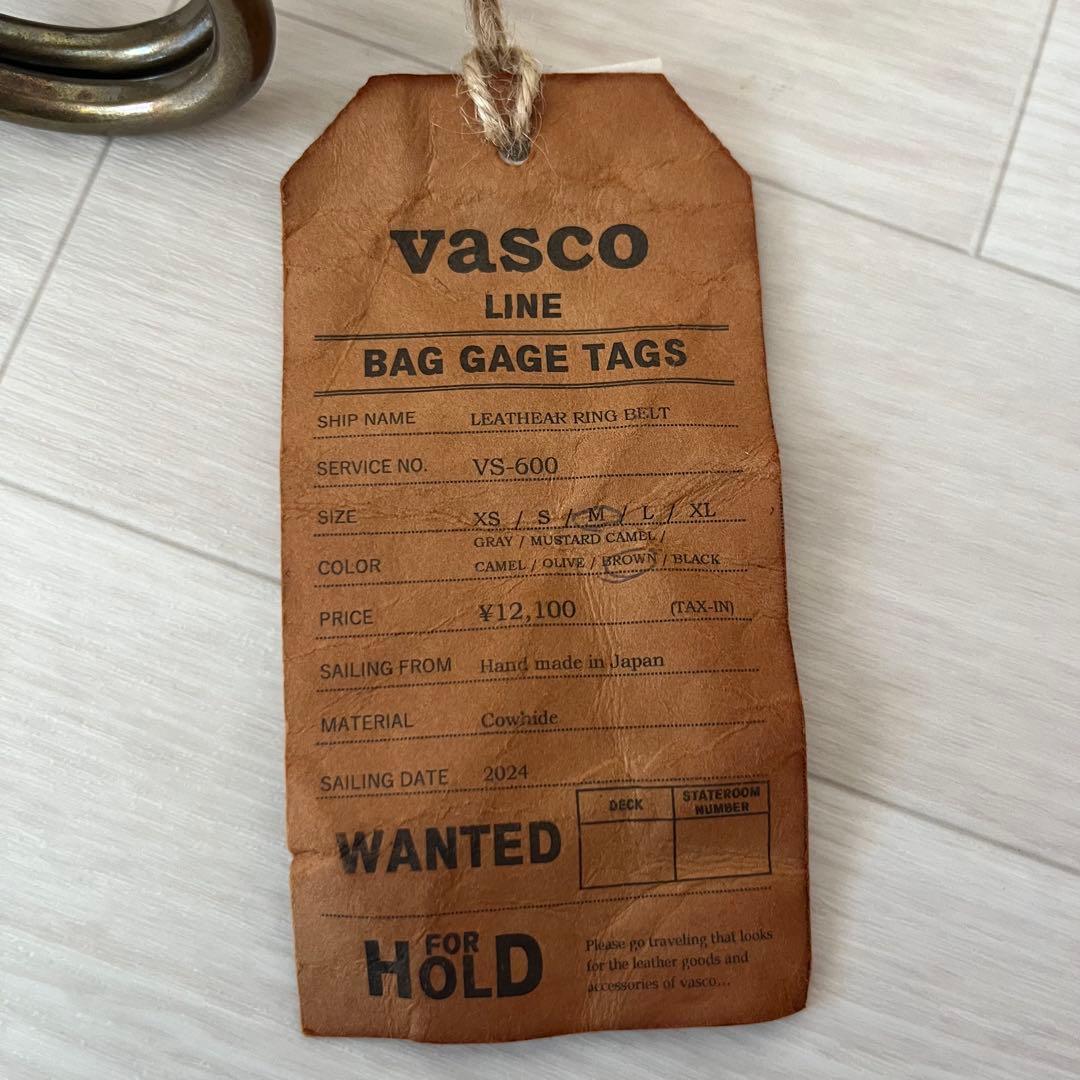 vasco
LINE
BAG GAGE TAGS
SHIP NAME LEATHEAR RING BELT
SERVICE NO. VS-600
SIZE XS / S / M / L / XL
GRAY / MUSTARD CAMEL /
COLOR CAMEL / OLIVE / BROWN / BLACK
PRICE ¥12,100 (TAX-IN)
SAILING FROM Hand made in Japan
MATERIAL Cowhide
SAILING DATE 2024
WANTED
DECK STATEROOM NUMBER
FOR
HOLD
Please go traveling that looks
for the leather goods and
accessories of vasco...